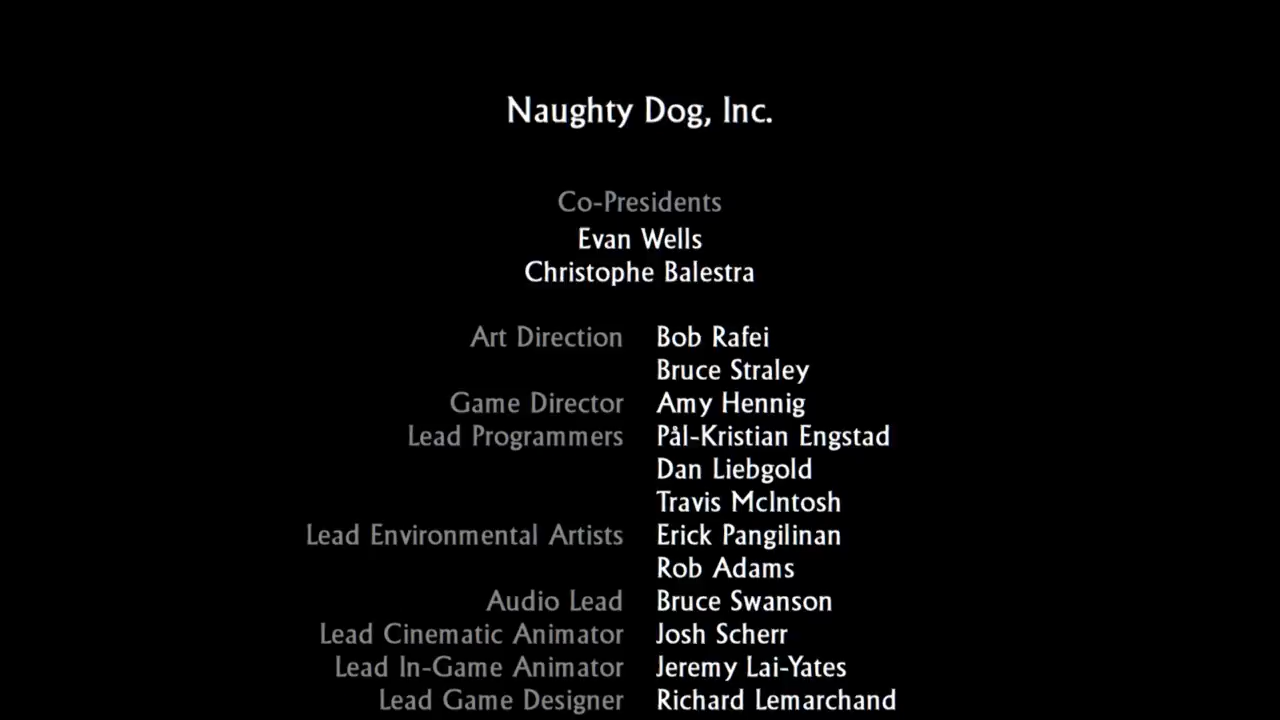 Naughty Dog, Inc.
Co-Presidents
Evan Wells
Christophe Balestra
Art Direction Bob Rafei
Bruce Straley
Game Director Amy Hennig
Lead Programmers Pål-Kristian Engstad
Dan Liebgold
Travis McIntosh
Lead Environmental Artists Erick Pangilinan
Rob Adams
Audio Lead Bruce Swanson
Lead Cinematic Animator Josh Scherr
Lead In-Game Animator Jeremy Lai-Yates
Lead Game Designer Richard Lemarchand